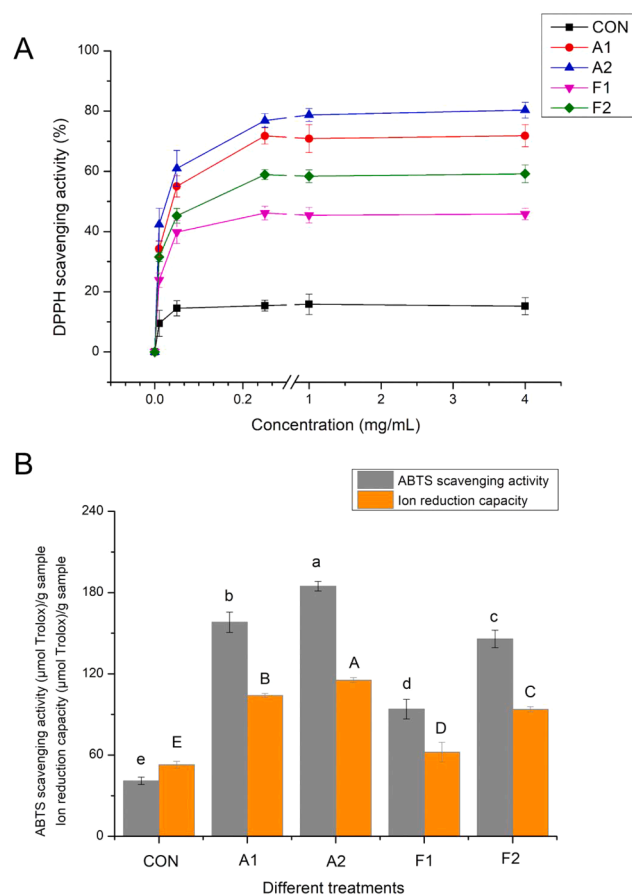 A
CON
A1
A2
F1
F2
DPPH scavenging activity (%)
100
80
60
40
20
0
0.0
0.2
1
2
3
4
Concentration (mg/mL)
B
ABTS scavenging activity
Ion reduction capacity
ABTS scavenging activity (μmol Trolox)/g sample
Ion reduction capacity (μmol Trolox)/g sample
240
180
120
60
0
e
E
b
B
a
A
d
D
c
C
CON
A1
A2
F1
F2
Different treatments